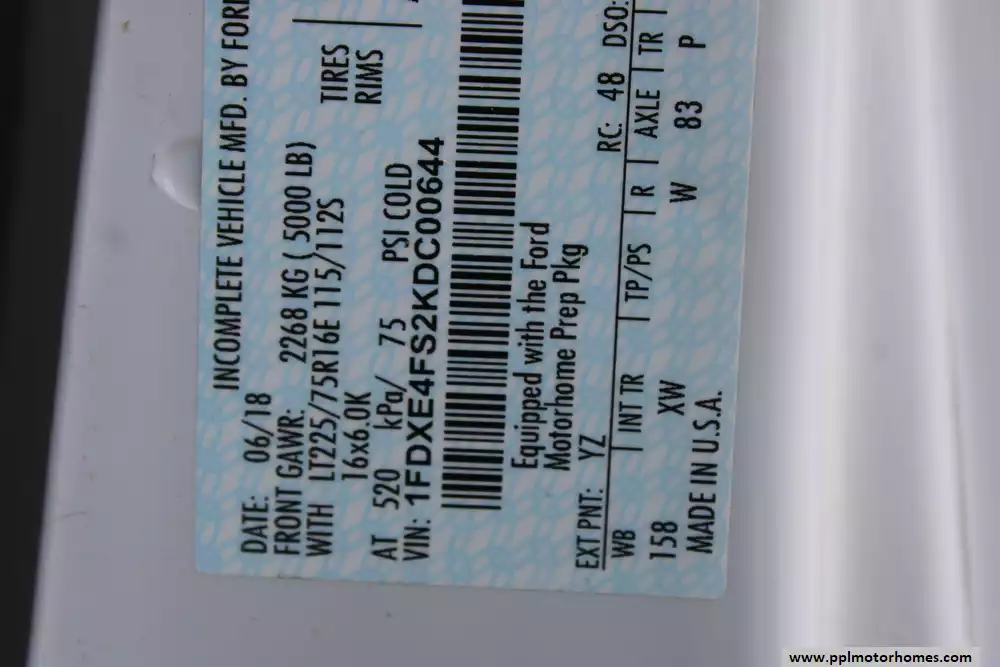 INCOMPLETE VEHICLE MFD. BY FORD
DATE: 06/18
FRONT GAWR: 2268 KG ( 5000 LB)
WITH LT225/75R16E 115/112S TIRES
16x6.0K RIMS
AT 520 kPa/ 75 PSI COLD
VIN: 1FDXE4FS2KDC00644
Equipped with the Ford
Motorhome Prep Pkg
EXT PNT: YZ RC: 48 DSO:
WB | INT TR | TP/PS | R | AXLE | TR |
158 XW W 83 P
MADE IN U.S.A.
www.pplmotorhomes.com